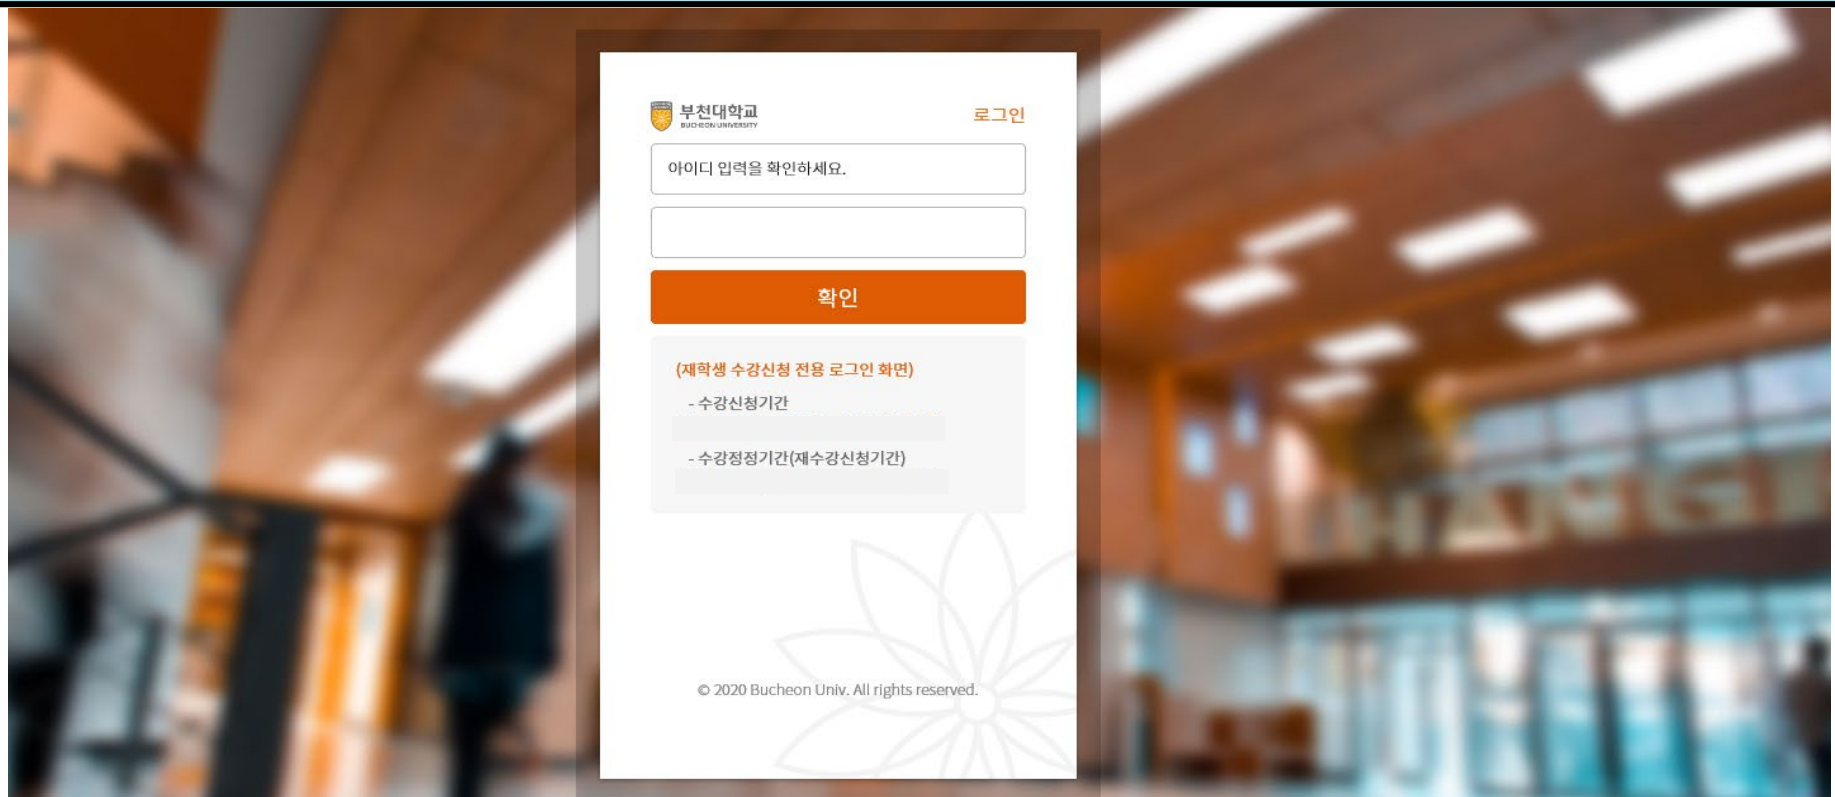 부천대학교
BUCHEON UNIVERSITY
로그인
아이디 입력을 확인하세요.
확인
(재학생 수강신청 전용 로그인 화면)
- 수강신청기간
- 수강정정기간(재수강신청기간)
© 2020 Bucheon Univ. All rights reserved.